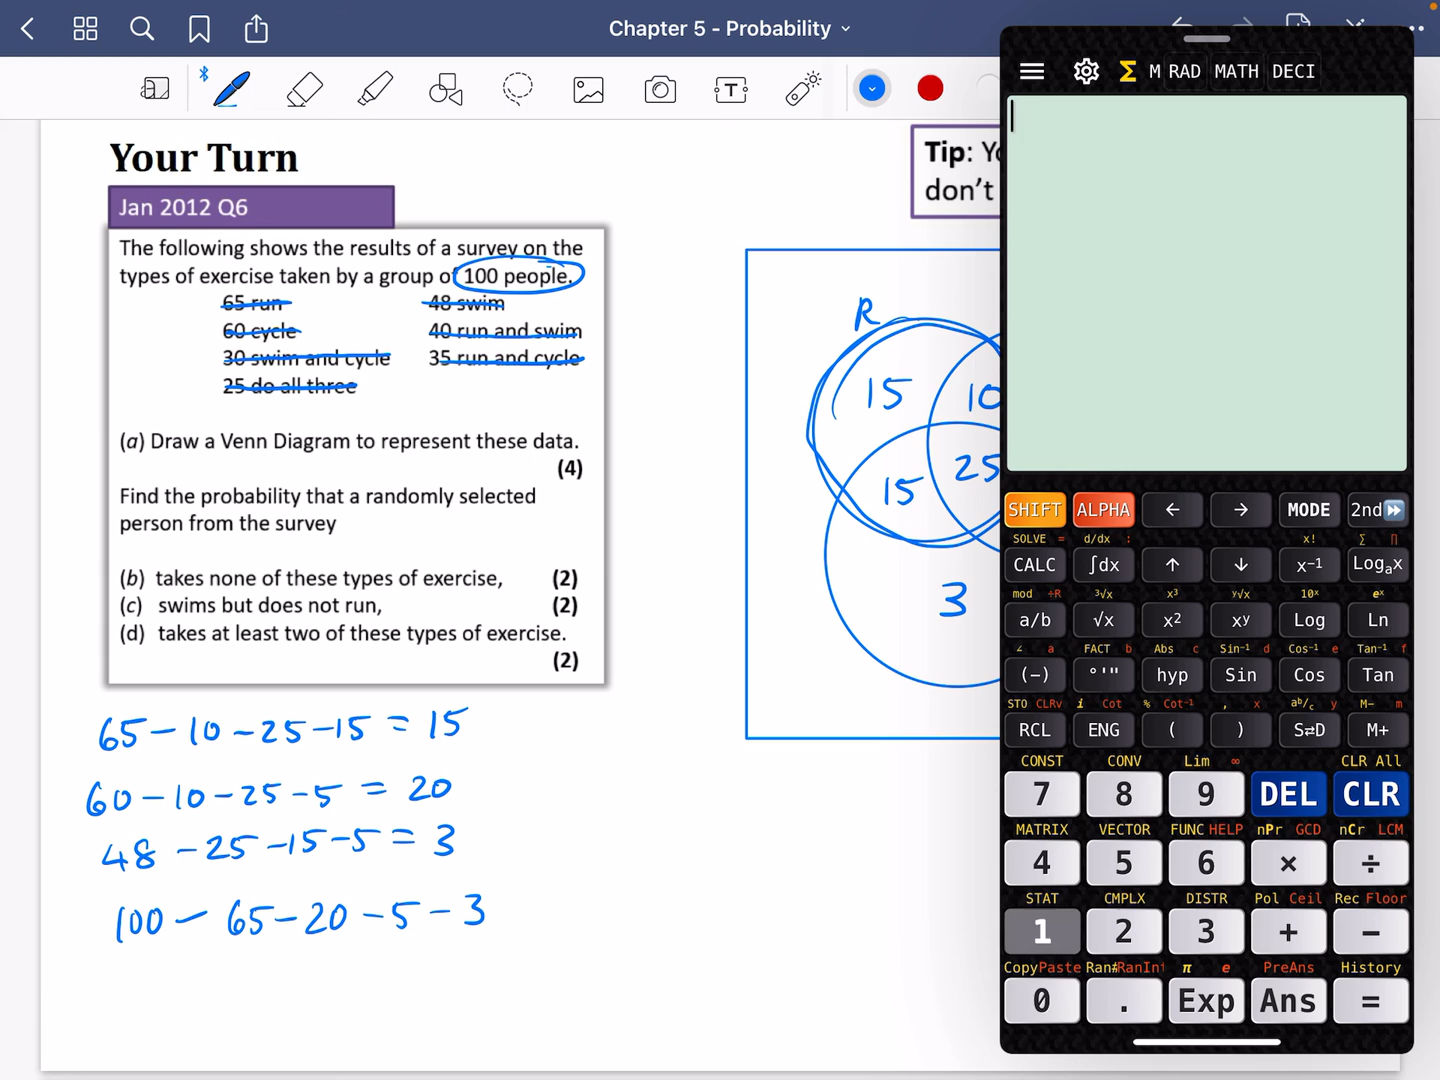 Chapter 5 - Probability
Your Turn
Jan 2012 Q6
The following shows the results of a survey on the
types of exercise taken by a group of 100 people.
65 run 48 swim
60 cycle 40 run and swim
30 swim and cycle 35 run and cycle
25 do all three
(a) Draw a Venn Diagram to represent these data.
(4)
Find the probability that a randomly selected
person from the survey
(b) takes none of these types of exercise, (2)
(c) swims but does not run, (2)
(d) takes at least two of these types of exercise.
(2)
65 - 10 - 25 - 15 = 15
60 - 10 - 25 - 5 = 20
48 - 25 - 15 - 5 = 3
100 - 65 - 20 - 5 - 3
Tip:
don't
R
15 10
15 25
3
Σ M RAD MATH DECI
SHIFT ALPHA ← → MODE 2nd
SOLVE = d/dx : x! ∑ ∏
CALC ∫dx ↑ ↓ x⁻¹ Logₐx
mod ÷R ³√x x³ ʸ√x 10ˣ eˣ
a/b √x x² xʸ Log Ln
∠ a FACT b Abs c Sin⁻¹ d Cos⁻¹ e Tan⁻¹ f
(−) °'" hyp Sin Cos Tan
STO CLRv i Cot % Cot⁻¹ , x aᵇ/c y M− m
RCL ENG ( ) S⇄D M+
CONST CONV Lim ∞ CLR All
7 8 9 DEL CLR
MATRIX VECTOR FUNC HELP nPr GCD nCr LCM
4 5 6 × ÷
STAT CMPLX DISTR Pol Ceil Rec Floor
1 2 3 + −
Copy Paste Ran# RanInt π e PreAns History
0 . Exp Ans =